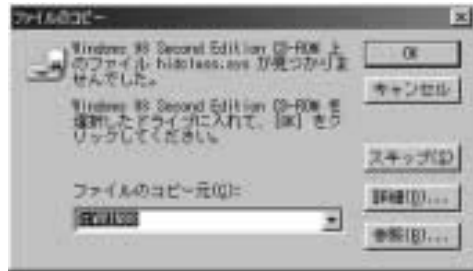 ファイルのコピー
Windows 98 Second Edition CD-ROM 上
のファイル hidclass.sys が見つかりま
せんでした。
Windows 98 Second Edition CD-ROM を
選択したドライブに入れて、[OK] をク
リックしてください。
ファイルのコピー元(C):
OK
キャンセル
スキップ(S)
詳細(D)...
参照(B)...